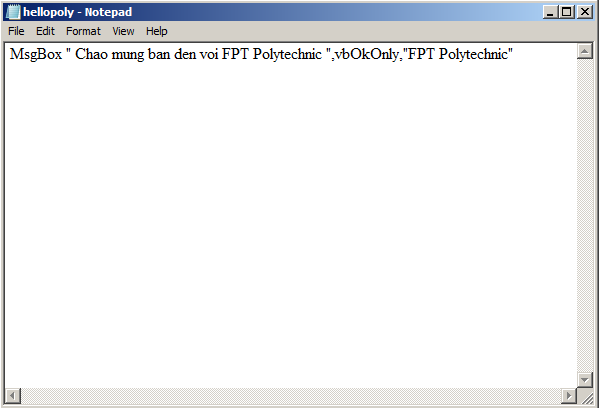 hellopoly - Notepad
File Edit Format View Help
MsgBox " Chao mung ban den voi FPT Polytechnic ",vbOkOnly,"FPT Polytechnic"